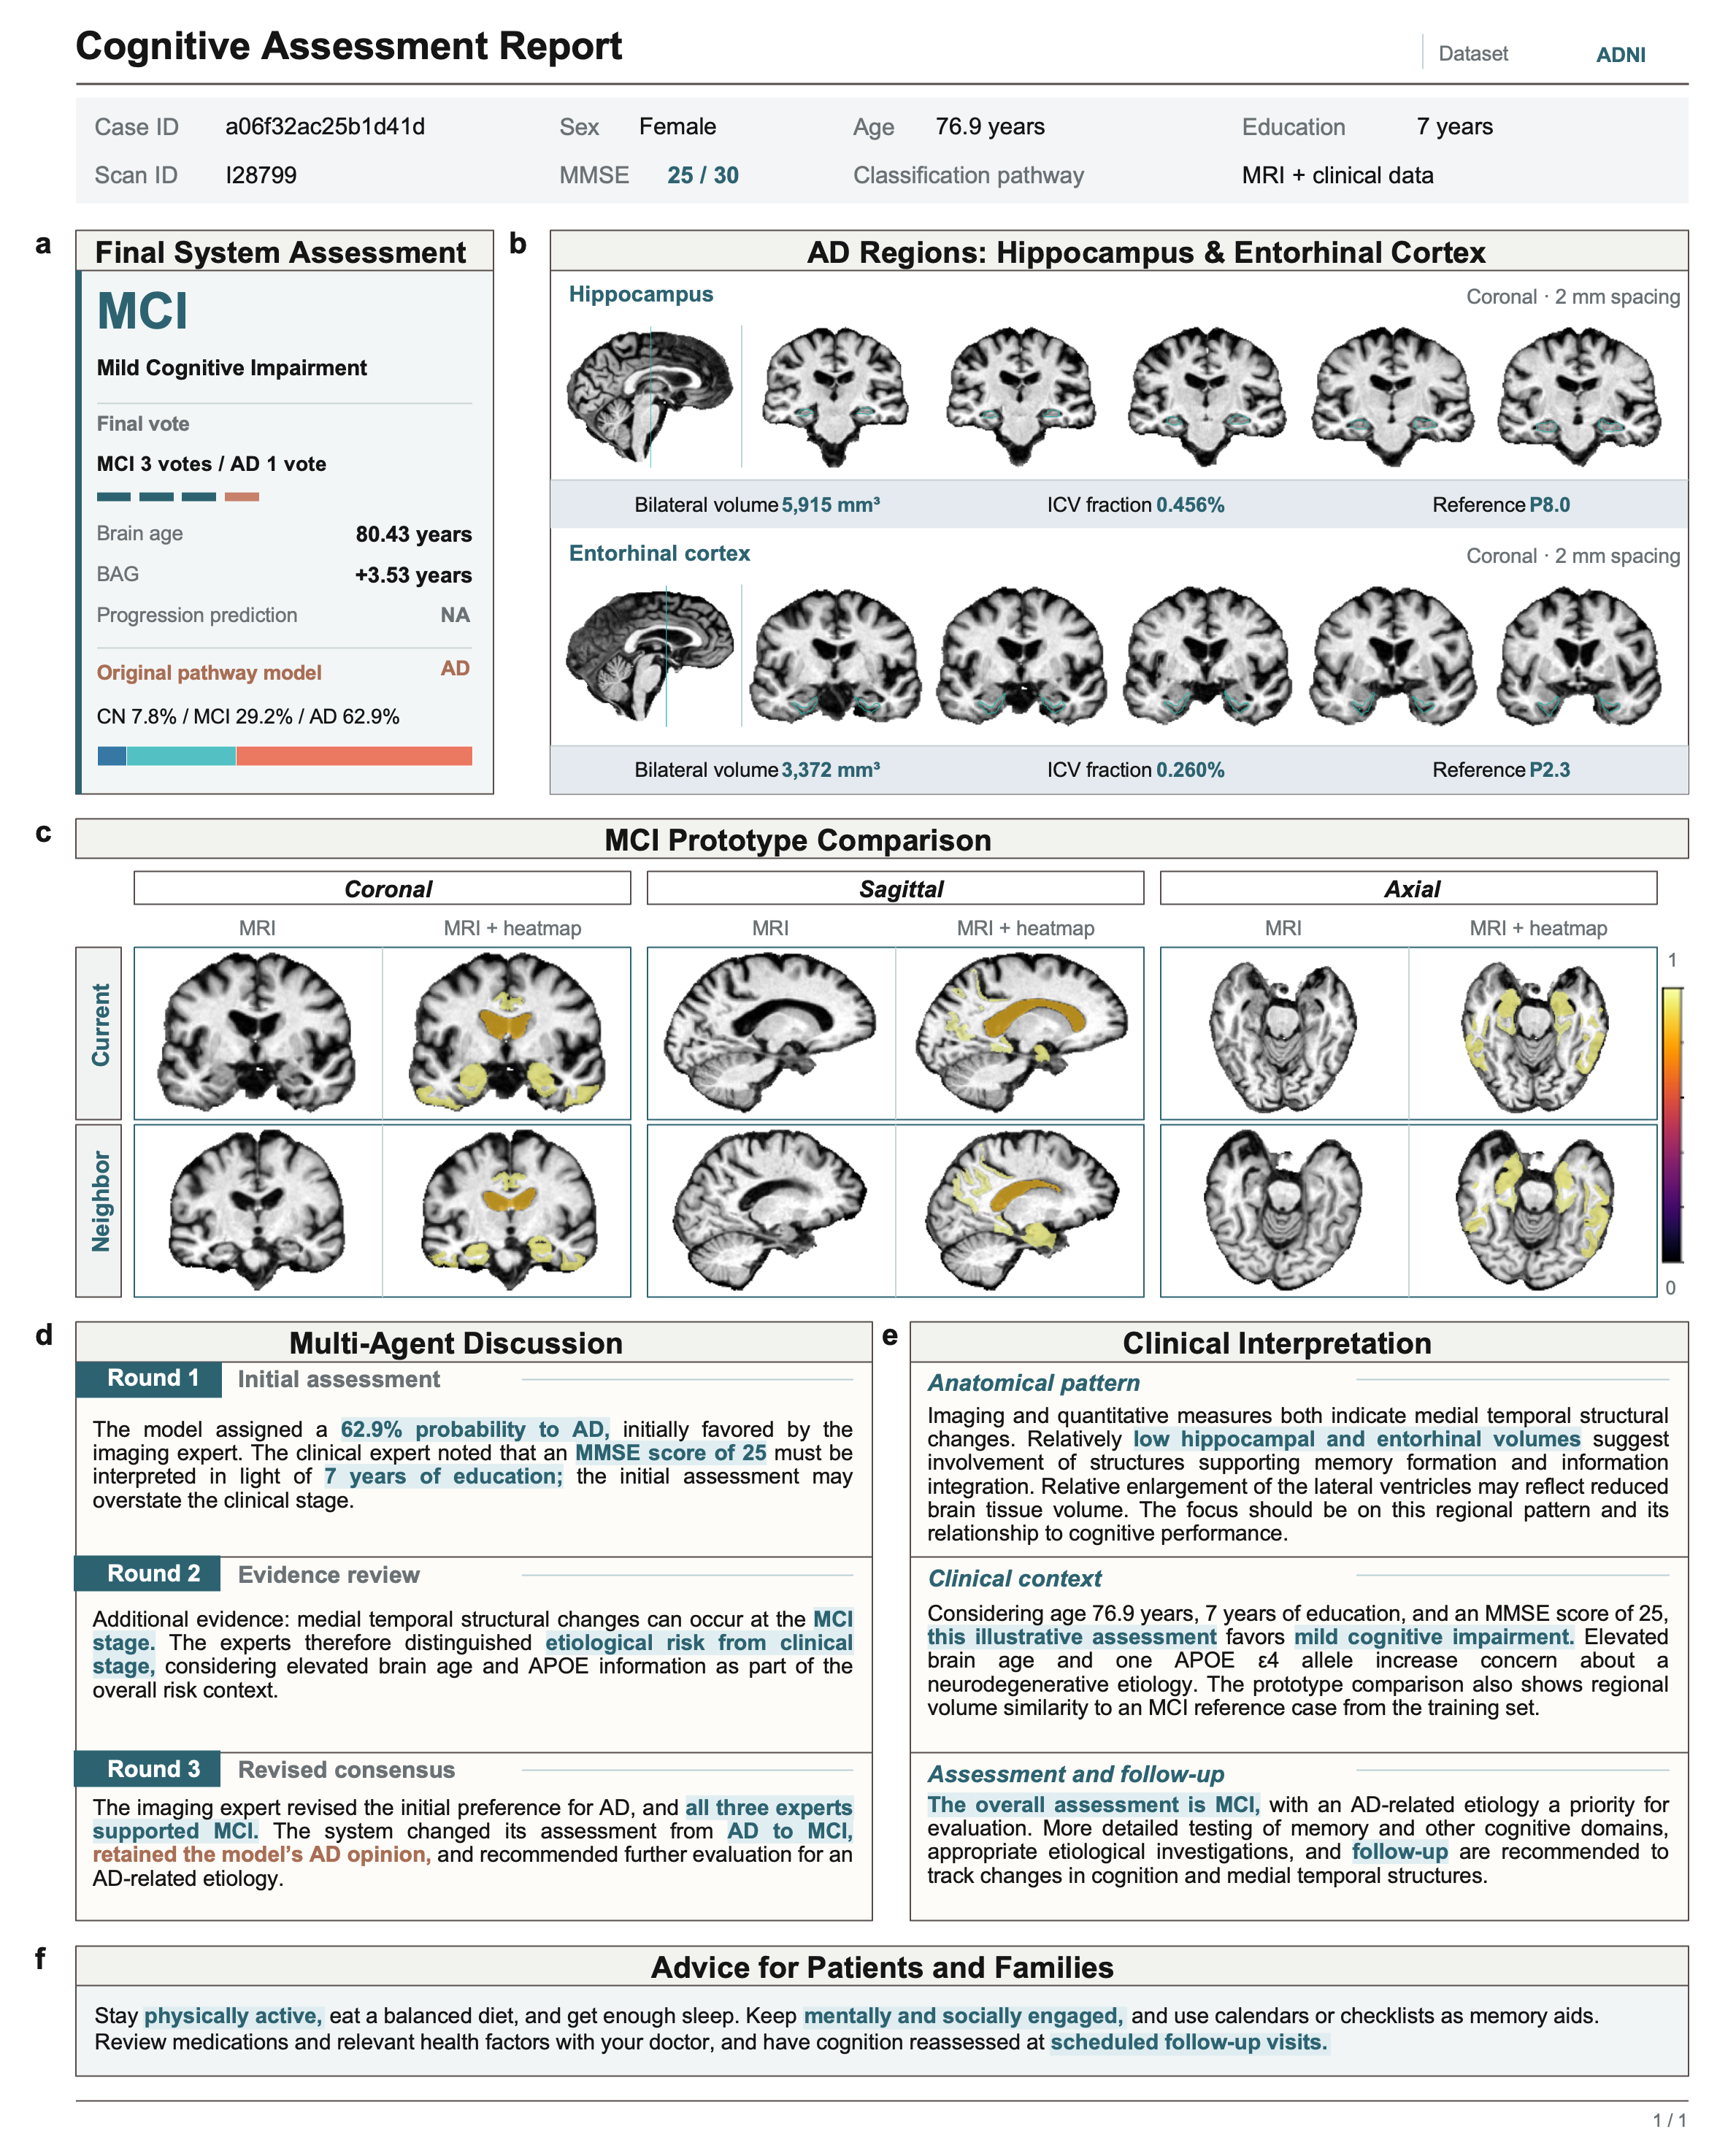 Cognitive Assessment Report
Dataset ADNI
Case ID a06f32ac25b1d41d Sex Female Age 76.9 years Education 7 years
Scan ID I28799 MMSE 25 / 30 Classification pathway MRI + clinical data
a
Final System Assessment
MCI
Mild Cognitive Impairment
Final vote
MCI 3 votes / AD 1 vote
Brain age 80.43 years
BAG +3.53 years
Progression prediction NA
Original pathway model AD
CN 7.8% / MCI 29.2% / AD 62.9%
b
AD Regions: Hippocampus & Entorhinal Cortex
Hippocampus Coronal · 2 mm spacing
Bilateral volume 5,915 mm³ ICV fraction 0.456% Reference P8.0
Entorhinal cortex Coronal · 2 mm spacing
Bilateral volume 3,372 mm³ ICV fraction 0.260% Reference P2.3
c
MCI Prototype Comparison
Coronal Sagittal Axial
MRI MRI + heatmap MRI MRI + heatmap MRI MRI + heatmap
Current
Neighbor
1
0
d
Multi-Agent Discussion
Round 1 Initial assessment
The model assigned a 62.9% probability to AD, initially favored by the
imaging expert. The clinical expert noted that an MMSE score of 25 must be
interpreted in light of 7 years of education; the initial assessment may
overstate the clinical stage.
Round 2 Evidence review
Additional evidence: medial temporal structural changes can occur at the MCI
stage. The experts therefore distinguished etiological risk from clinical
stage, considering elevated brain age and APOE information as part of the
overall risk context.
Round 3 Revised consensus
The imaging expert revised the initial preference for AD, and all three experts
supported MCI. The system changed its assessment from AD to MCI,
retained the model's AD opinion, and recommended further evaluation for an
AD-related etiology.
e
Clinical Interpretation
Anatomical pattern
Imaging and quantitative measures both indicate medial temporal structural
changes. Relatively low hippocampal and entorhinal volumes suggest
involvement of structures supporting memory formation and information
integration. Relative enlargement of the lateral ventricles may reflect reduced
brain tissue volume. The focus should be on this regional pattern and its
relationship to cognitive performance.
Clinical context
Considering age 76.9 years, 7 years of education, and an MMSE score of 25,
this illustrative assessment favors mild cognitive impairment. Elevated
brain age and one APOE ε4 allele increase concern about a
neurodegenerative etiology. The prototype comparison also shows regional
volume similarity to an MCI reference case from the training set.
Assessment and follow-up
The overall assessment is MCI, with an AD-related etiology a priority for
evaluation. More detailed testing of memory and other cognitive domains,
appropriate etiological investigations, and follow-up are recommended to
track changes in cognition and medial temporal structures.
f
Advice for Patients and Families
Stay physically active, eat a balanced diet, and get enough sleep. Keep mentally and socially engaged, and use calendars or checklists as memory aids.
Review medications and relevant health factors with your doctor, and have cognition reassessed at scheduled follow-up visits.
1 / 1